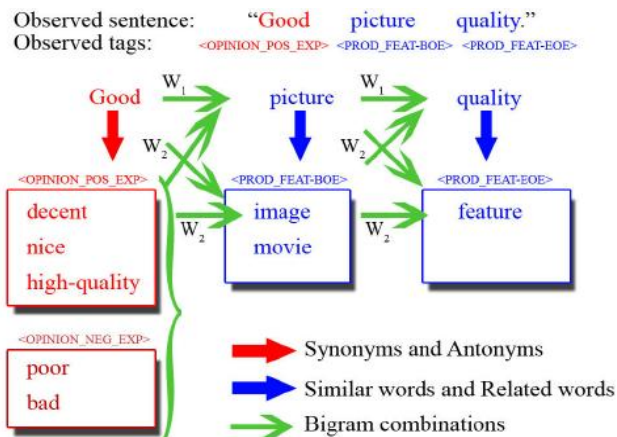 Observed sentence: “Good picture quality.”
Observed tags: <OPINION_POS_EXP> <PROD_FEAT-BOE> <PROD_FEAT-EOE>
W1 W1
Good picture quality
W2 W2
<OPINION_POS_EXP> <PROD_FEAT-BOE> <PROD_FEAT-EOE>
decent image feature
W2 W2
nice movie
high-quality
<OPINION_NEG_EXP>
Synonyms and Antonyms
poor
Similar words and Related words
bad
Bigram combinations